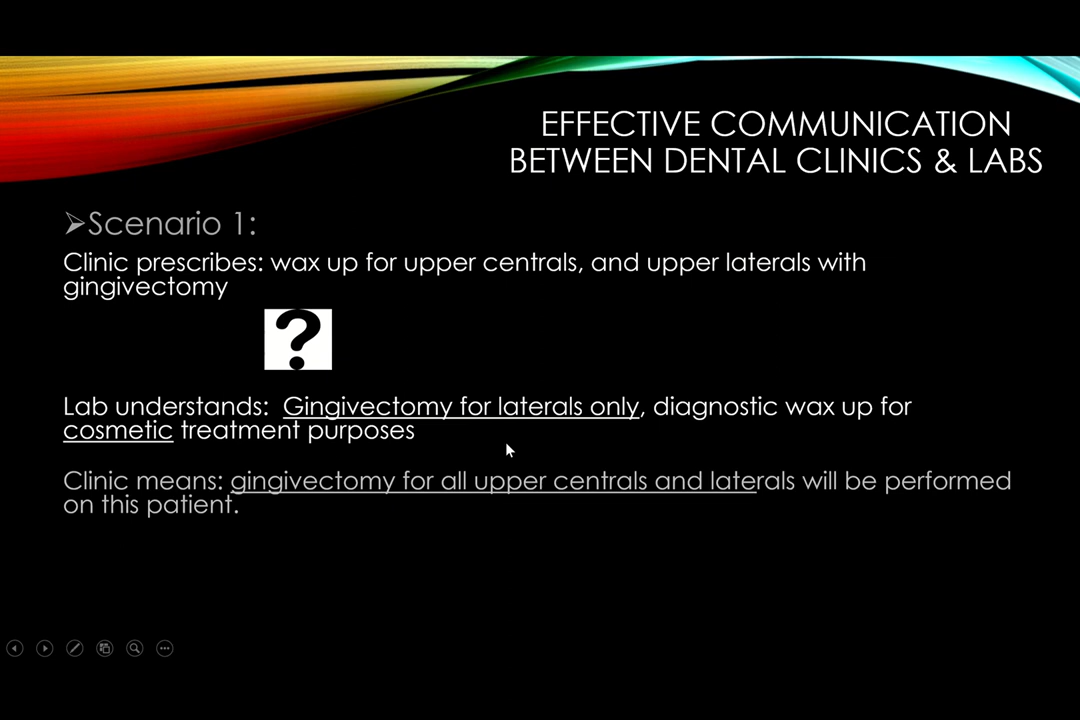 EFFECTIVE COMMUNICATION
BETWEEN DENTAL CLINICS & LABS
➢Scenario 1:
Clinic prescribes: wax up for upper centrals, and upper laterals with
gingivectomy
?
Lab understands: Gingivectomy for laterals only, diagnostic wax up for
cosmetic treatment purposes
Clinic means: gingivectomy for all upper centrals and laterals will be performed
on this patient.